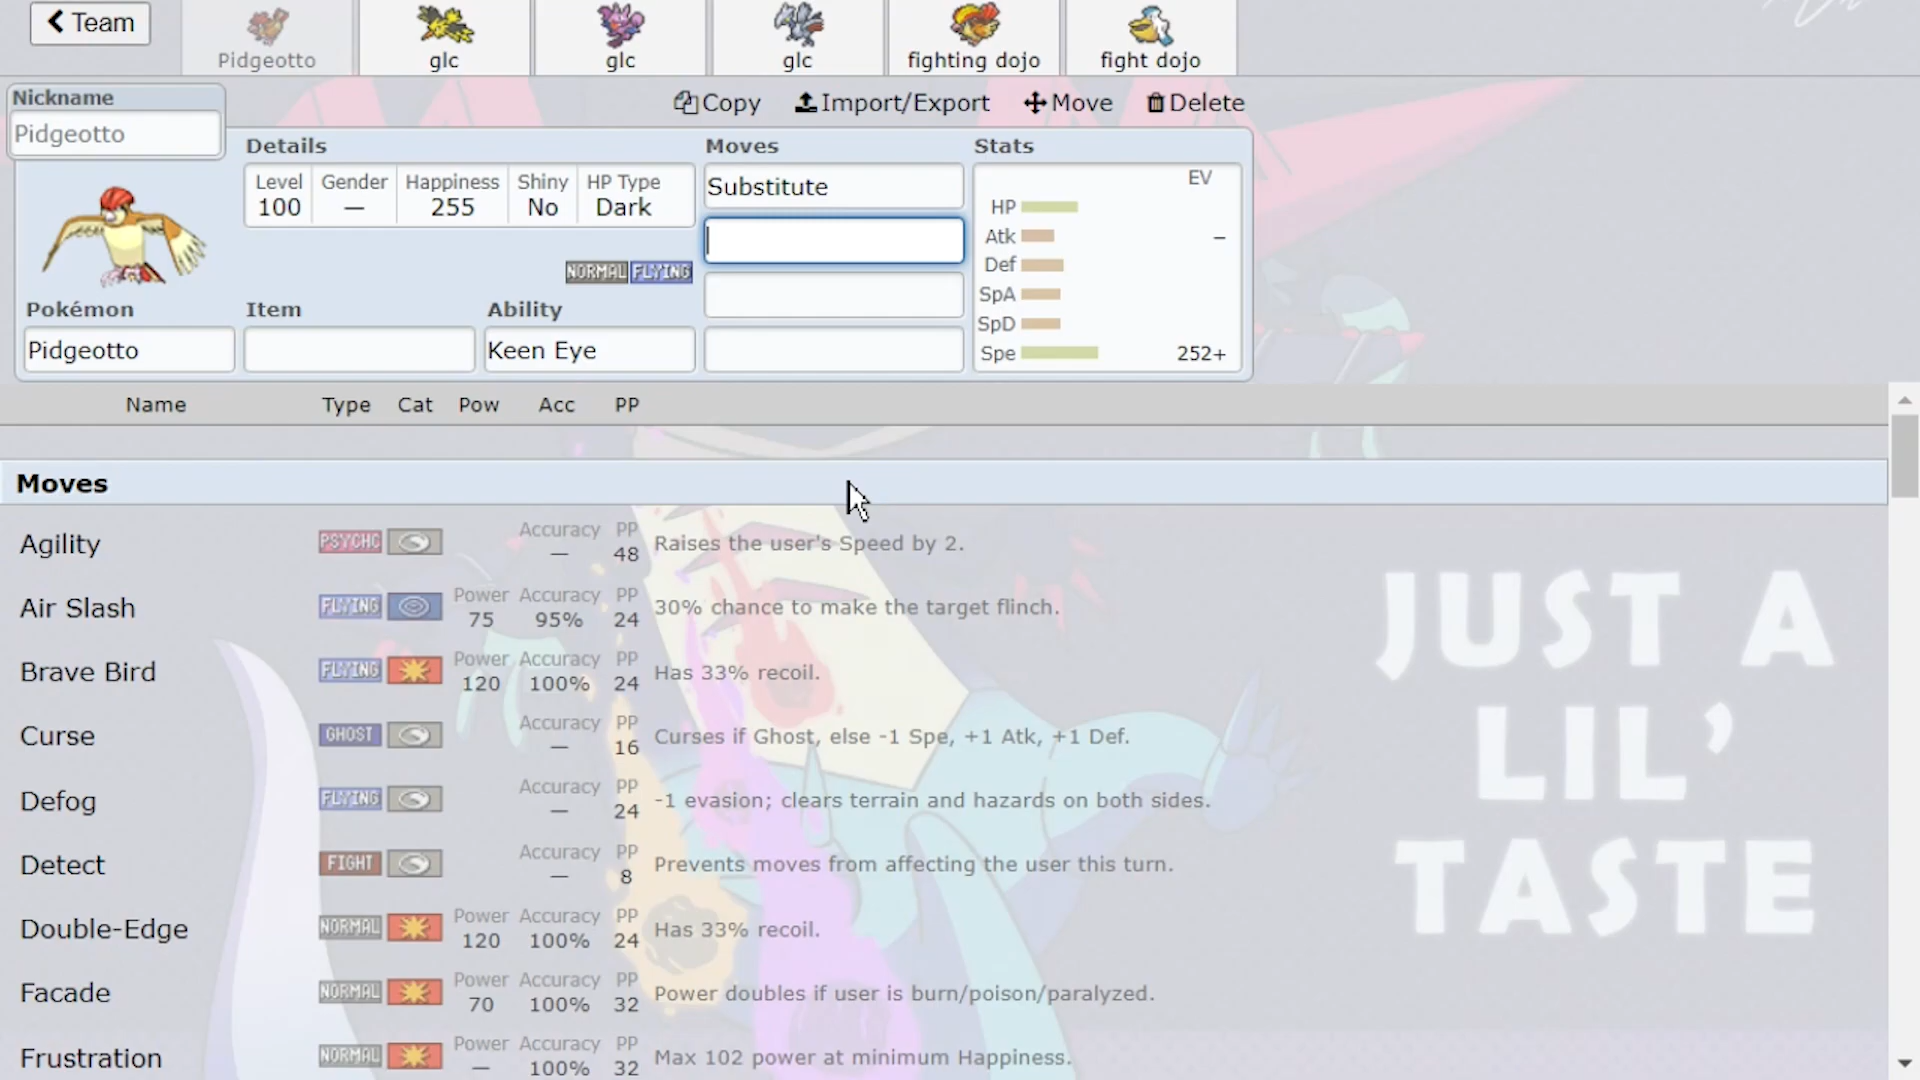 Team
Pidgeotto
glc
glc
glc
fighting dojo
fight dojo
Nickname
Pidgeotto
Copy
Import/Export
Move
Delete
Details
Moves
Stats
Level
Gender
Happiness
Shiny
HP Type
100
—
255
No
Dark
Substitute
EV
HP
Atk
–
Def
SpA
SpD
Spe
252+
NORMAL FLYING
Pokémon
Item
Ability
Pidgeotto
Keen Eye
Name Type Cat Pow Acc PP
Moves
Agility PSYCHC Accuracy — PP 48 Raises the user's Speed by 2.
Air Slash FLYING Power 75 Accuracy 95% PP 24 30% chance to make the target flinch.
Brave Bird FLYING Power 120 Accuracy 100% PP 24 Has 33% recoil.
Curse GHOST Accuracy — PP 16 Curses if Ghost, else -1 Spe, +1 Atk, +1 Def.
Defog FLYING Accuracy — PP 24 -1 evasion; clears terrain and hazards on both sides.
Detect FIGHT Accuracy — PP 8 Prevents moves from affecting the user this turn.
Double-Edge NORMAL Power 120 Accuracy 100% PP 24 Has 33% recoil.
Facade NORMAL Power 70 Accuracy 100% PP 32 Power doubles if user is burn/poison/paralyzed.
Frustration NORMAL Power — Accuracy 100% PP 32 Max 102 power at minimum Happiness.
JUST A
LIL'
TASTE